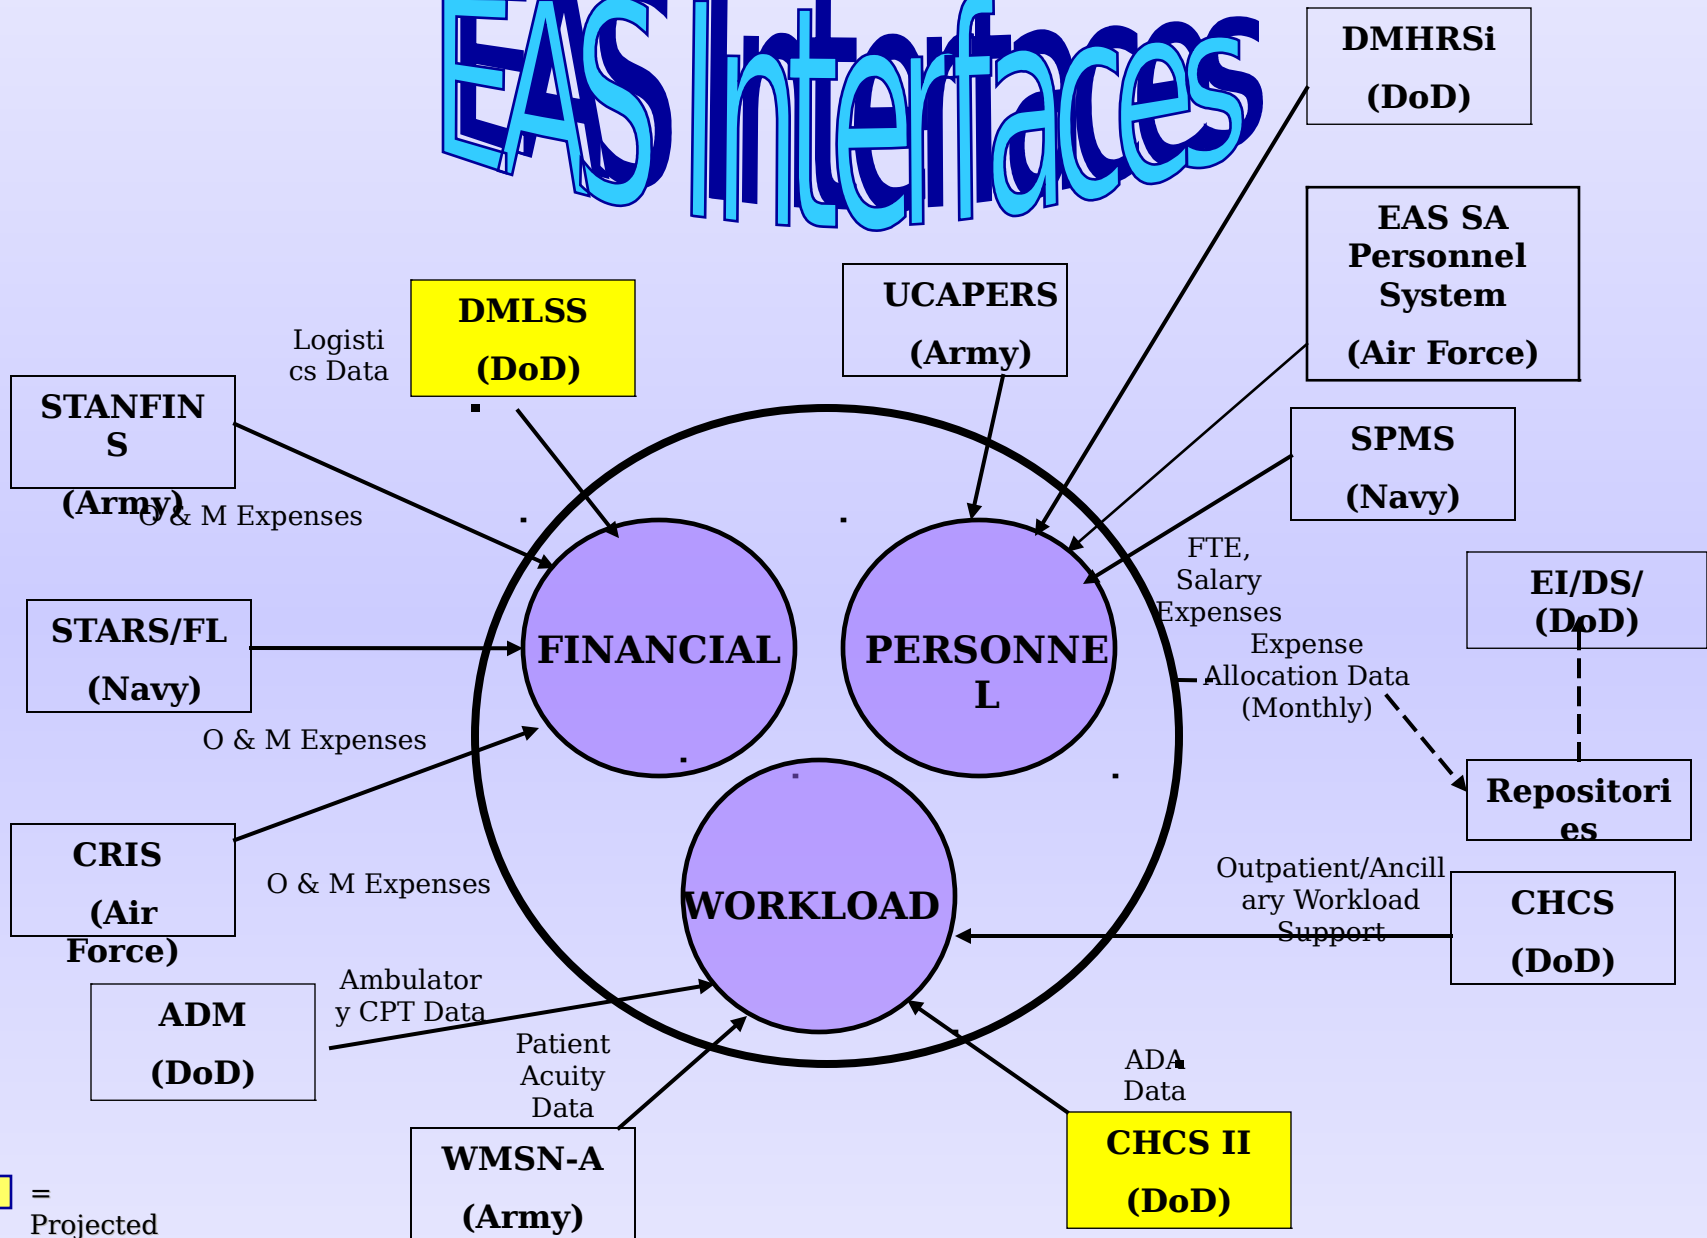 EAS Interfaces
DMHRSi
(DoD)
EAS SA
Personnel
System
(Air Force)
UCAPERS
(Army)
DMLSS
(DoD)
Logisti
cs Data
STANFIN
S
(Army)
O & M Expenses
SPMS
(Navy)
FTE,
Salary
Expenses
EI/DS/
(DoD)
STARS/FL
(Navy)
FINANCIAL
PERSONNE
L
Expense
Allocation Data
(Monthly)
O & M Expenses
Repositori
es
CRIS
(Air
Force)
O & M Expenses
WORKLOAD
Outpatient/Ancill
ary Workload
Support
CHCS
(DoD)
ADM
(DoD)
Ambulator
y CPT Data
Patient
Acuity
Data
ADA
Data
WMSN-A
(Army)
CHCS II
(DoD)
=
Projected